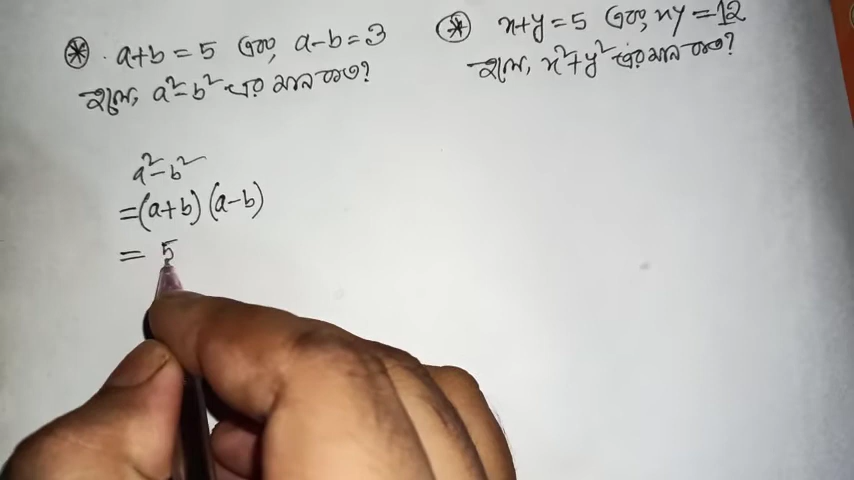 ⊛ a+b = 5 এবং, a-b = 3
হলে, a²-b² এর মান কত?
⊛ x+y = 5 এবং, xy = 12
হলে, x²+y² এর মান কত?
a²-b²
=(a+b) (a-b)
= 5